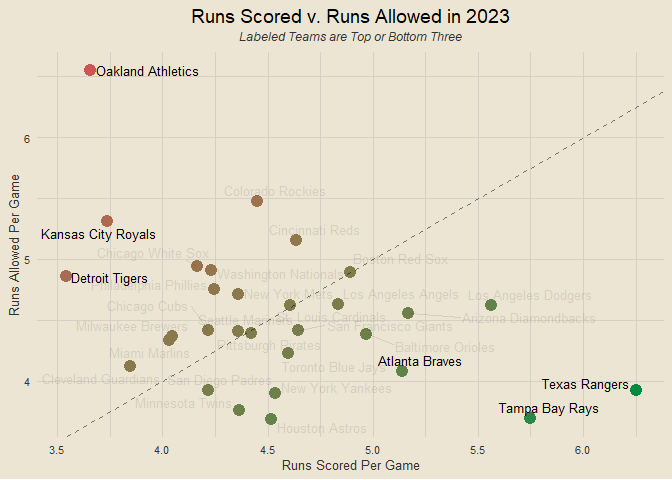 Runs Scored v. Runs Allowed in 2023
Labeled Teams are Top or Bottom Three
Oakland Athletics
6
Colorado Rockies
Kansas City Royals
Cincinnati Reds
Chicago White Sox
Boston Red Sox
5
Detroit Tigers
Washington Nationals
Philadelphia Phillies
New York Mets
Los Angeles Angels
Los Angeles Dodgers
Chicago Cubs
Seattle Mariners
St. Louis Cardinals
Arizona Diamondbacks
Milwaukee Brewers
San Francisco Giants
Pittsburgh Pirates
Baltimore Orioles
Miami Marlins
Atlanta Braves
Toronto Blue Jays
Cleveland Guardians
San Diego Padres
4
New York Yankees
Texas Rangers
Minnesota Twins
Tampa Bay Rays
Houston Astros
Runs Allowed Per Game
3.5 4.0 4.5 5.0 5.5 6.0
Runs Scored Per Game